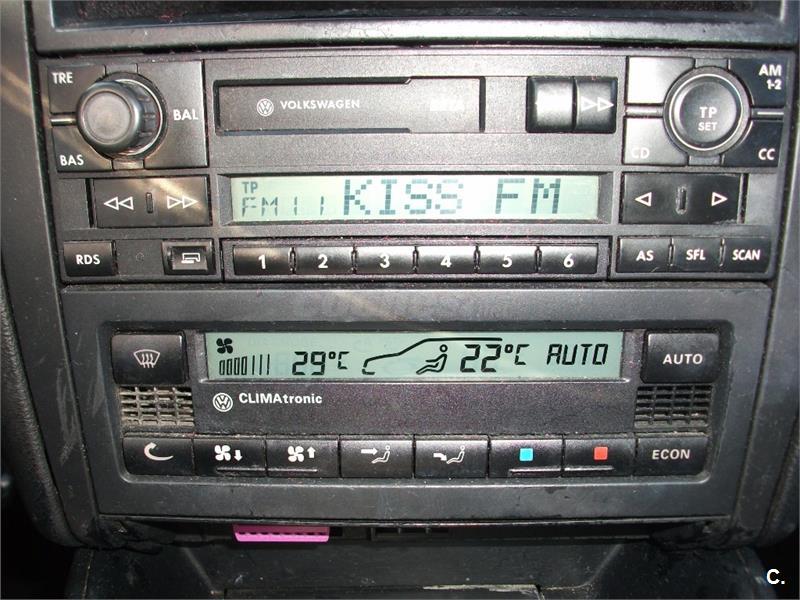 TRE
BAL
BAS
VOLKSWAGEN
AM
1-2
TP
SET
CD
CC
TP
FM1 1 KISS FM
RDS
1 2 3 4 5 6
AS SFL SCAN
29°C 22°C AUTO
AUTO
CLIMAtronic
ECON
C.